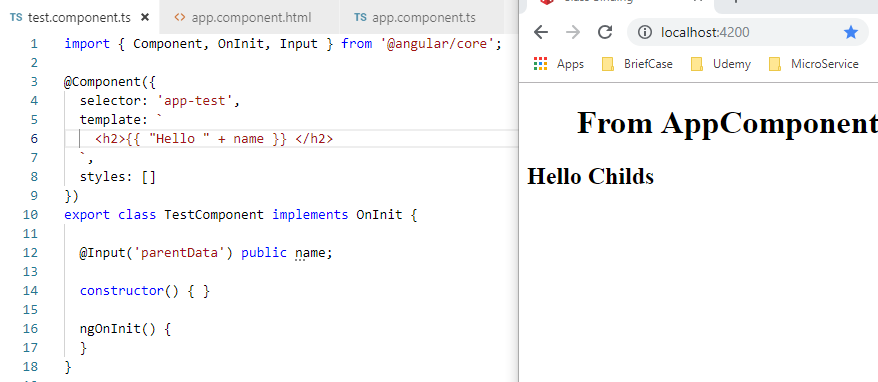 TS test.component.ts × <> app.component.html TS app.component.ts
1 import { Component, OnInit, Input } from '@angular/core';
2
3 @Component({
4 selector: 'app-test',
5 template: `
6 <h2>{{ "Hello " + name }} </h2>
7 `,
8 styles: []
9 })
10 export class TestComponent implements OnInit {
11
12 @Input('parentData') public name;
13
14 constructor() { }
15
16 ngOnInit() {
17 }
18 }
localhost:4200
Apps BriefCase Udemy MicroService
From AppComponent
Hello Childs